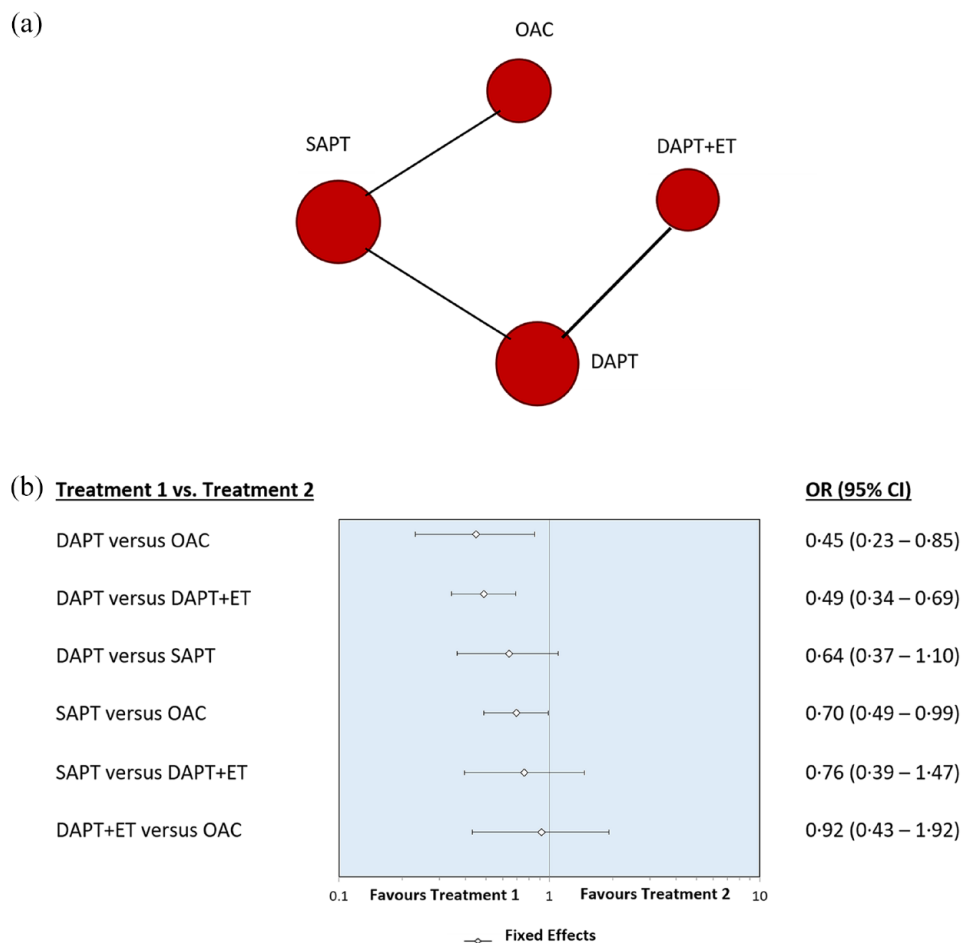 (a)
OAC
SAPT
DAPT+ET
DAPT
(b) Treatment 1 vs. Treatment 2 OR (95% CI)
DAPT versus OAC 0·45 (0·23 – 0·85)
DAPT versus DAPT+ET 0·49 (0·34 – 0·69)
DAPT versus SAPT 0·64 (0·37 – 1·10)
SAPT versus OAC 0·70 (0·49 – 0·99)
SAPT versus DAPT+ET 0·76 (0·39 – 1·47)
DAPT+ET versus OAC 0·92 (0·43 – 1·92)
0.1 Favours Treatment 1 1 Favours Treatment 2 10
Fixed Effects